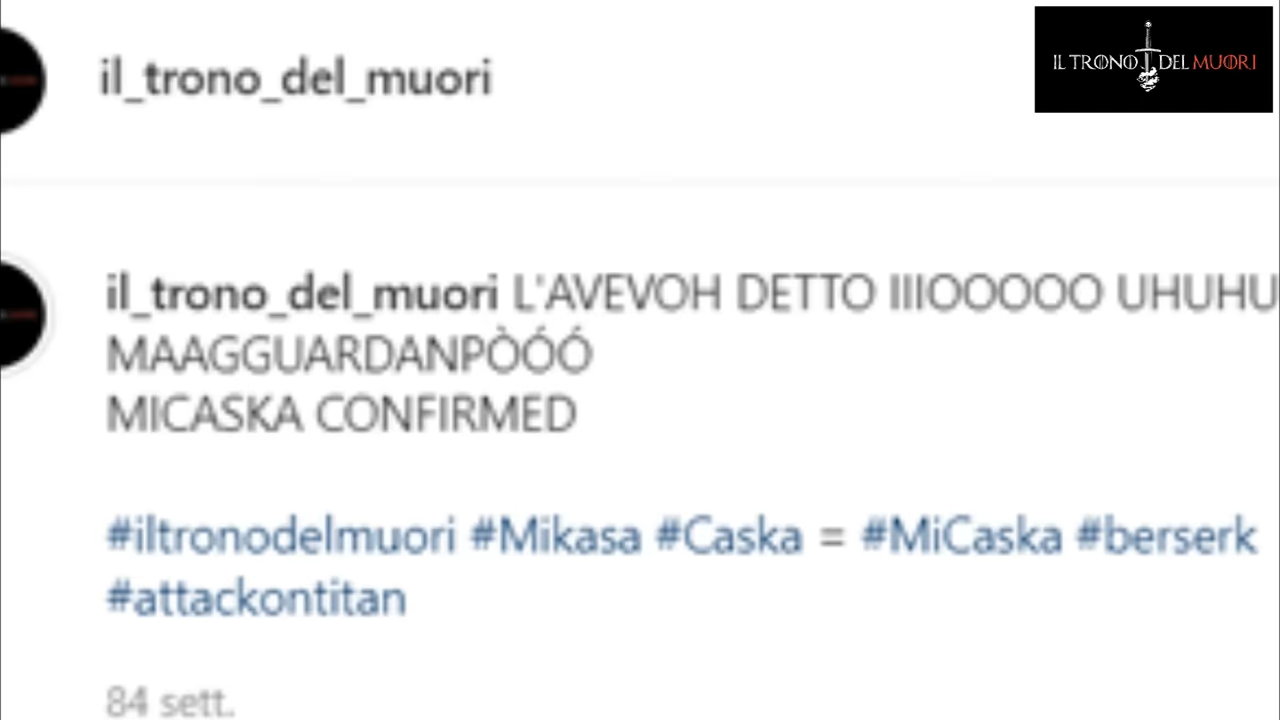 il_trono_del_muori
IL TRONO DEL MUORI
il_trono_del_muori L'AVEVOH DETTO IIIOOOOO UHUHU
MAAGGUARDANPÒÓÓ
MICASKA CONFIRMED
#iltronodelmuori #Mikasa #Caska = #MiCaska #berserk
#attackontitan
84 sett.